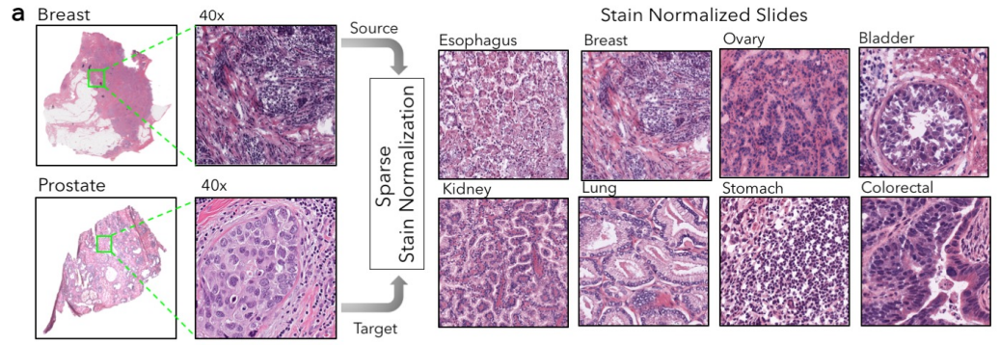 a
Breast
40x
Source
Prostate
40x
Target
Sparse
Stain Normalization
Stain Normalized Slides
Esophagus
Breast
Ovary
Bladder
Kidney
Lung
Stomach
Colorectal